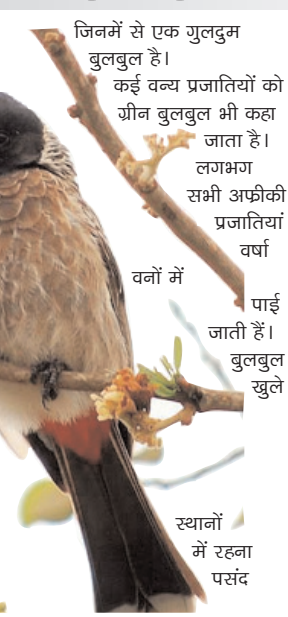 जिनमें से एक गुलदुम
बुलबुल है।
कई वन्य प्रजातियों को
ग्रीन बुलबुल भी कहा
जाता है।
लगभग
सभी अफ्रीकी
प्रजातियां
वर्षा
वनों में
पाई
जाती हैं।
बुलबुल
खुले
स्थानों
में रहना
पसंद